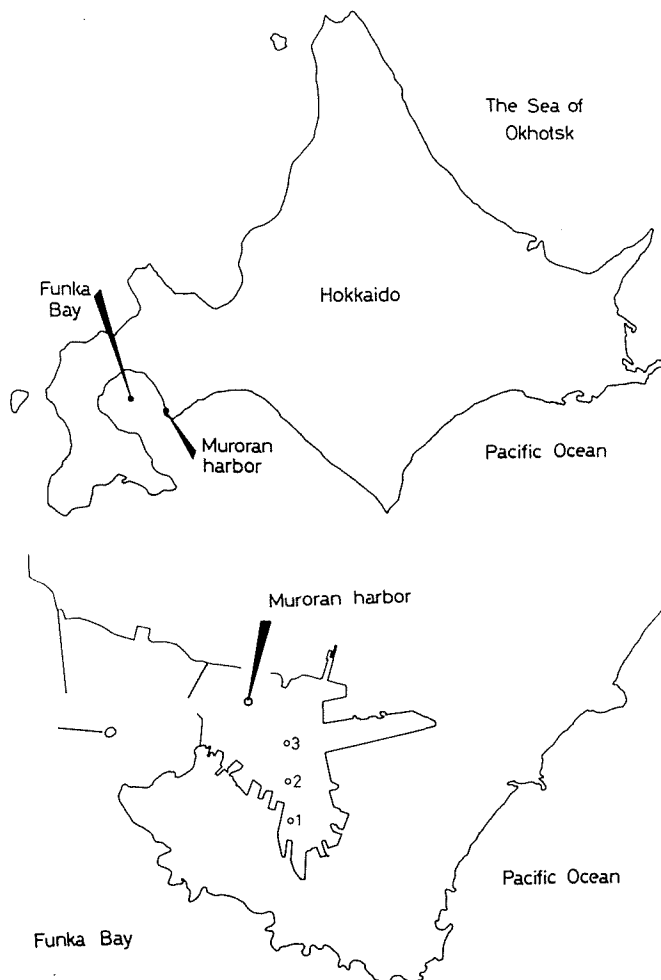 The Sea of
Okhotsk
Funka
Bay
Hokkaido
Muroran
harbor
Pacific Ocean
Muroran harbor
3
2
1
Pacific Ocean
Funka Bay